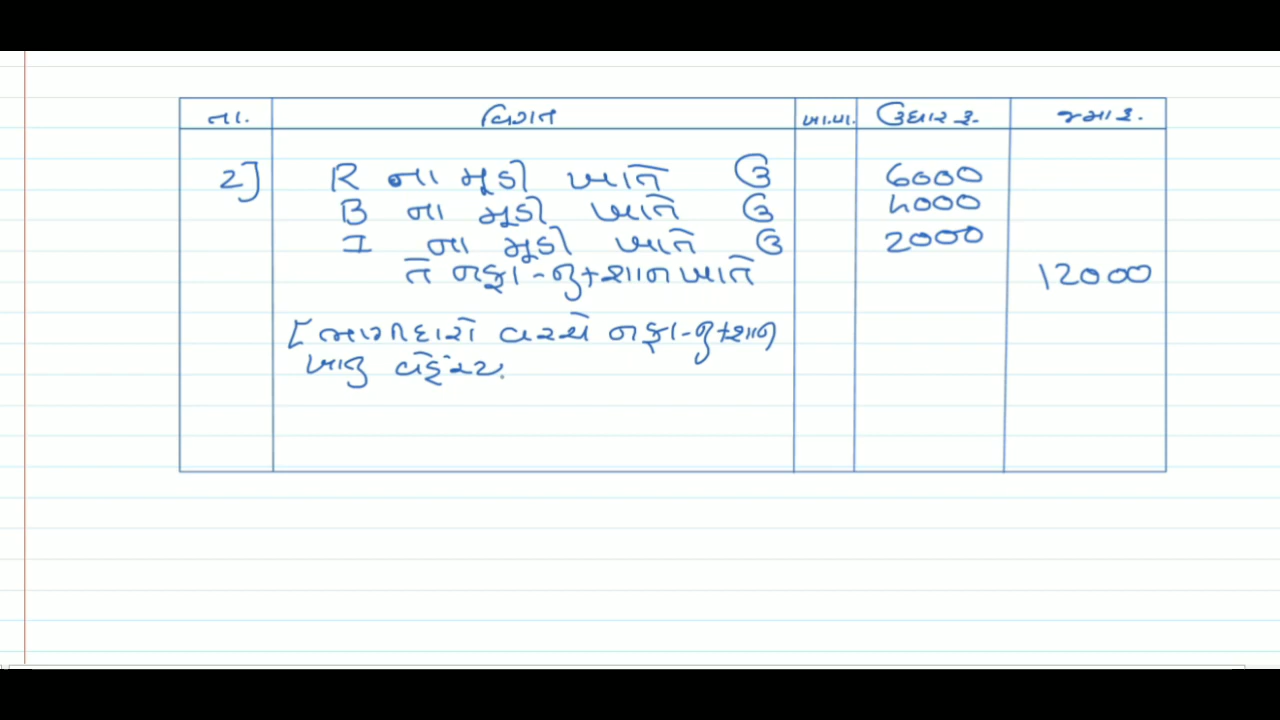 તા. વિગત ખા.પા. ઉધાર રૂ. જમા રૂ.
2] R ના મૂડી ખાતે ઉ 6000
B ના મૂડી ખાતે ઉ 4000
I ના મૂડી ખાતે ઉ 2000
તે નફા-નુકશાન ખાતે 12000
[ ભાગીદારો વચ્ચે નફા-નુકશાન
ખાતુ વહેંચ્યુ.